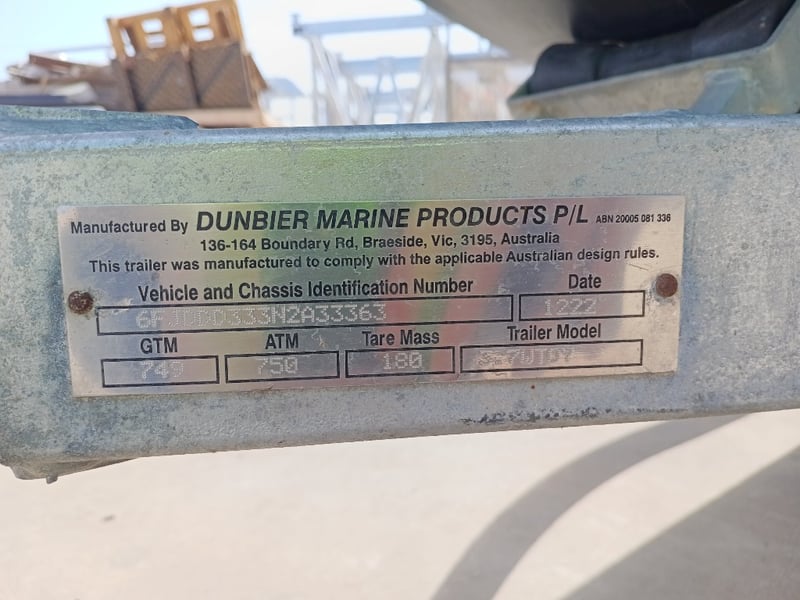 Manufactured By DUNBIER MARINE PRODUCTS P/L ABN 20005 081 336
136-164 Boundary Rd, Braeside, Vic, 3195, Australia
This trailer was manufactured to comply with the applicable Australian design rules.
Vehicle and Chassis Identification Number Date
1222
GTM ATM Tare Mass Trailer Model
749 750 180